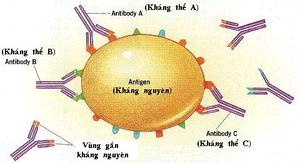 Antibody A
(Kháng thể A)
(Kháng thể B)
Antibody B
Antigen
(Kháng nguyên)
Antibody C
(Kháng thể C)
Vùng gắn
kháng nguyên